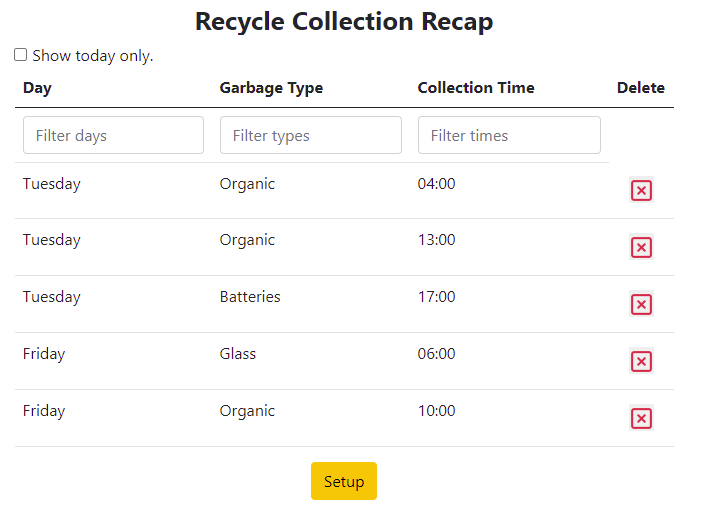 Recycle Collection Recap
Show today only.
Day Garbage Type Collection Time Delete
Filter days Filter types Filter times
Tuesday Organic 04:00
Tuesday Organic 13:00
Tuesday Batteries 17:00
Friday Glass 06:00
Friday Organic 10:00
Setup